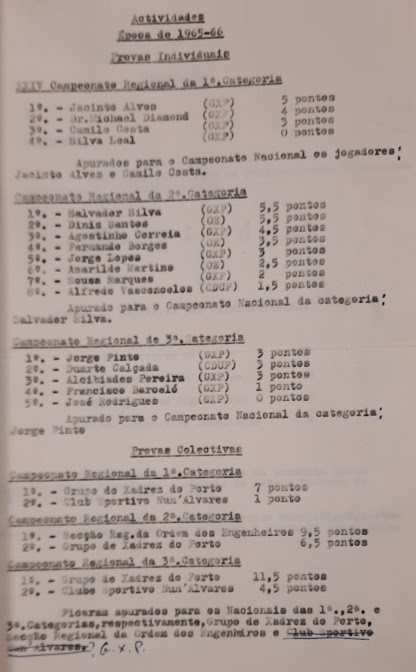 Actividades
Época de 1965-66
Provas Individuais
XXIV Campeonato Regional da 1ª.Categoria
1º. - Jacinto Alves (GXP) 5 pontos
2º. - Dr.Michael Diamond (GXP) 4 pontos
3º. - Camilo Costa (GXP) 3 pontos
4º. - Silva Leal (GXP) 0 pontos
Apurados para o Campeonato Nacional os jogadores;
Jacinto Alves e Camilo Costa.
Campeonato Regional da 2ª.Categoria
1º. - Salvador Silva (GXP) 5,5 pontos
2º. - Dinis Santos (OE) 5,5 pontos
3º. - Agostinho Correia (GXP) 4,5 pontos
4º. - Fernando Borges (OE) 3,5 pontos
5º. - Jorge Lopes (GXP) 3 pontos
6º. - Amarildo Martins (OE) 2,5 pontos
7º. - Sousa Marques (GXP) 2 pontos
8º. - Alfredo Vasconcelos (CDUP) 1,5 pontos
Apurado para o Campeonato Nacional da categoria;
Salvador Silva.
Campeonato Regional de 3ª.Categoria
1º. - Jorge Pinto (GXP) 3 pontos
2º. - Duarte Calçada (CDUP) 3 pontos
3º. - Alcibiades Pereira (GXP) 3 pontos
4º. - Francisco Barceló (GXP) 1 ponto
5º. - José Rodrigues (GXP) 0 pontos
Apurado para o Campeonato Nacional da categoria;
Jorge Pinto
Provas Colectivas
Campeonato Regional da 1ª.Categoria
1º. - Grupo de Xadrez do Porto 7 pontos
2º. - Club Sportivo Nun'Alvares 1 ponto
Campeonato Regional da 2ª.Categoria
1º. - Secção Reg.da Ordem dos Engenheiros 9,5 pontos
2º. - Grupo de Xadrez do Porto 6,5 pontos
Campeonato Regional da 3ª.Categoria
1º. - Grupo de Xadrez do Porto 11,5 pontos
2º. - Clube Sportivo Nun'Alvares 4,5 pontos
Ficaram apurados para os Nacionais das 1ª.,2ª. e
3ª.Categorias,respectivamente,Grupo de Xadrez do Porto,
Secção Regional da Ordem dos Engenheiros e Club Sportivo
Nun'Alvares. G.X.P.